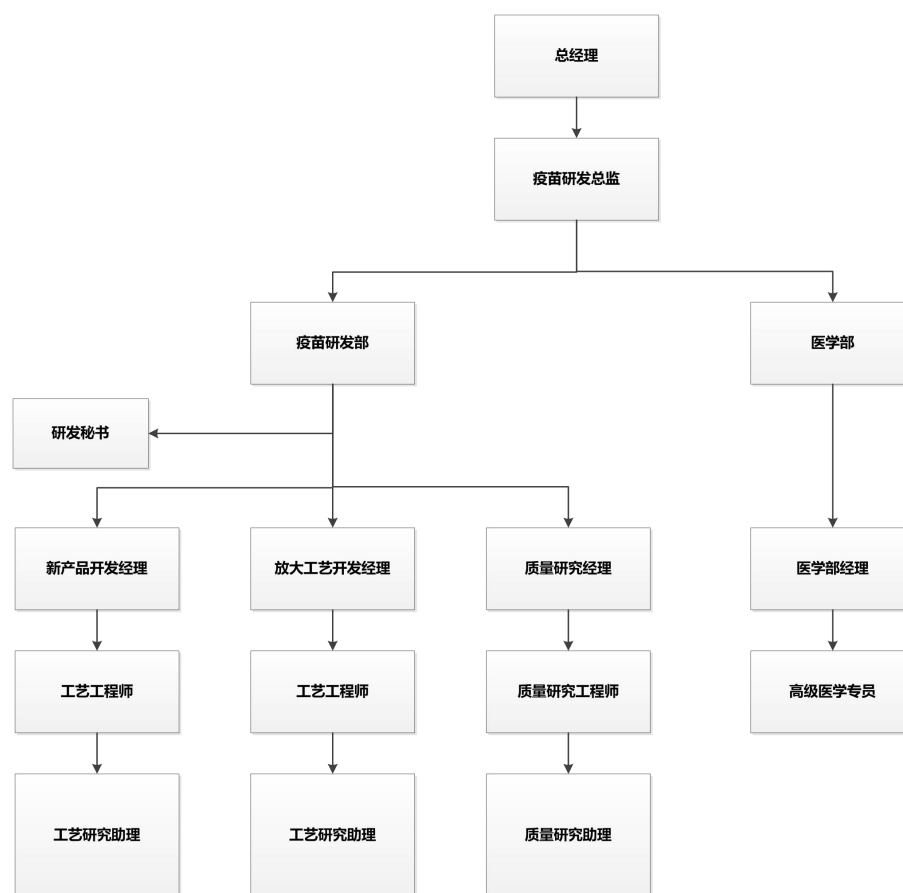 总经理
疫苗研发总监
疫苗研发部
医学部
研发秘书
新产品开发经理
放大工艺开发经理
质量研究经理
医学部经理
工艺工程师
工艺工程师
质量研究工程师
高级医学专员
工艺研究助理
工艺研究助理
质量研究助理